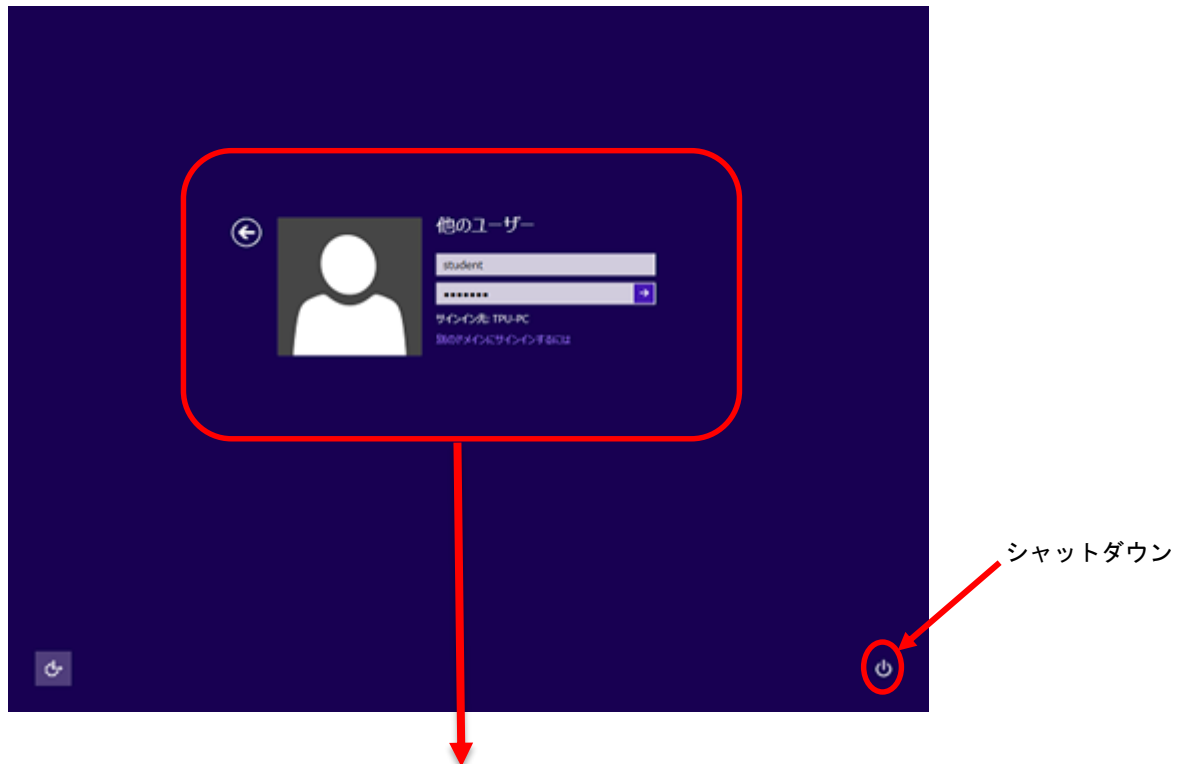 他のユーザー
student
•••••••
サインイン先: TPU-PC
別のドメインにサインインするには
シャットダウン